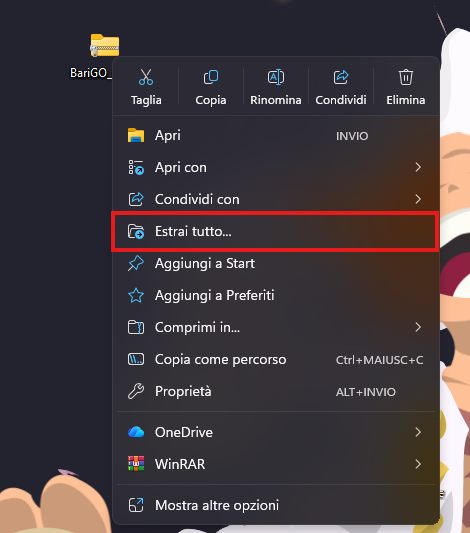 BariGO_
Taglia
Copia
Rinomina
Condividi
Elimina
Apri INVIO
Apri con
Condividi con
Estrai tutto...
Aggiungi a Start
Aggiungi a Preferiti
Comprimi in...
Copia come percorso Ctrl+MAIUSC+C
Proprietà ALT+INVIO
OneDrive
WinRAR
Mostra altre opzioni